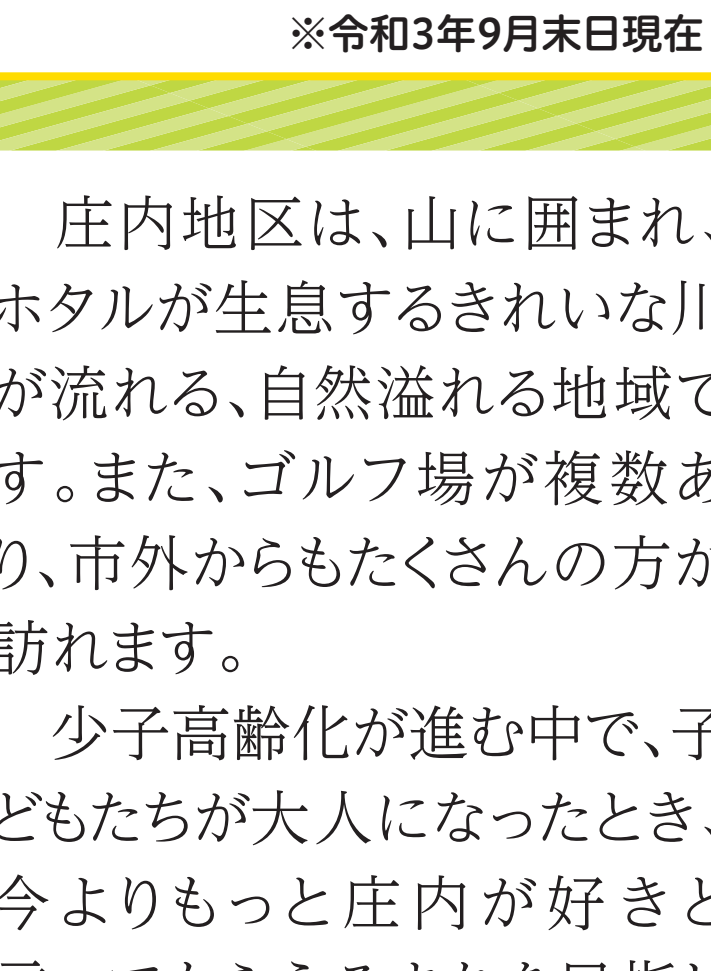 ※令和3年9月末日現在
庄内地区は、山に囲まれ、
ホタルが生息するきれいな川
が流れる、自然溢れる地域で
す。また、ゴルフ場が複数あ
り、市外からもたくさんの方が
訪れます。
少子高齢化が進む中で、子
どもたちが大人になったとき、
今よりもっと庄内が好きと